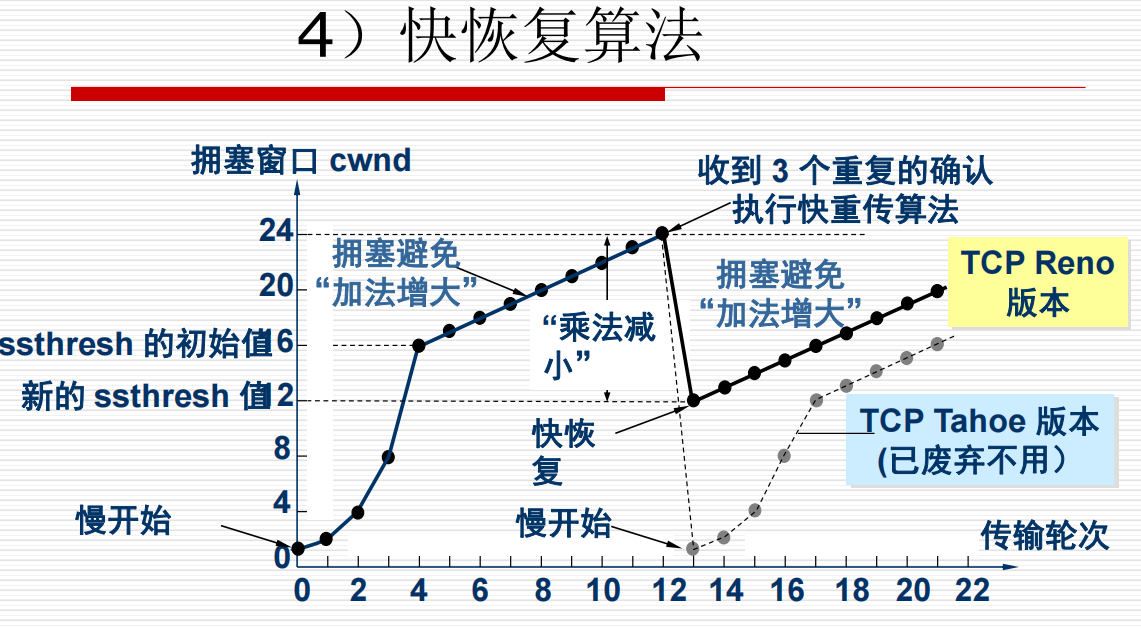 4）快恢复算法
拥塞窗口 cwnd
收到 3 个重复的确认
执行快重传算法
24
拥塞避免
“加法增大”
拥塞避免
“加法增大”
TCP Reno
版本
20
“乘法减
小”
ssthresh 的初始值16
新的 ssthresh 值12
TCP Tahoe 版本
(已废弃不用）
快恢
复
8
4
慢开始
慢开始
传输轮次
0
0 2 4 6 8 10 12 14 16 18 20 22